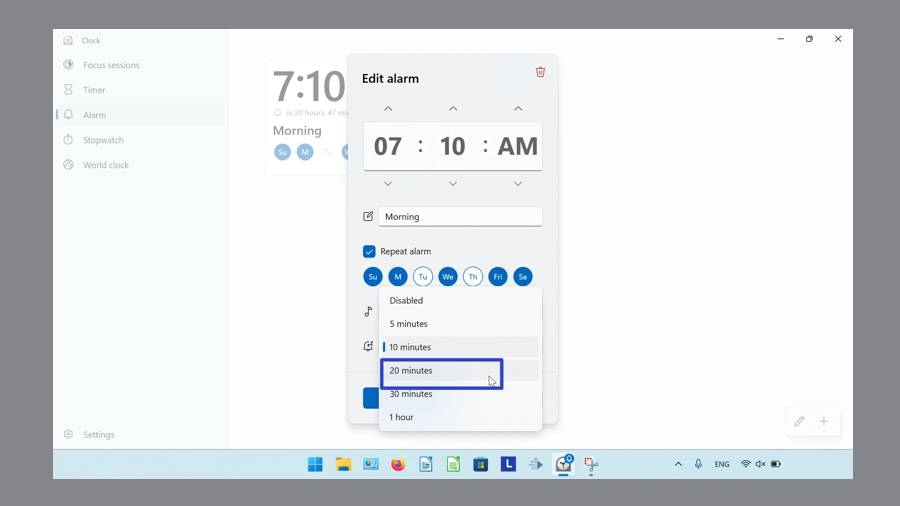 Clock
Focus sessions
Timer
Alarm
Stopwatch
World clock
Settings
7:10
in 20 hours, 47 mi
Morning
Su M Tu
Edit alarm
07 : 10 : AM
Morning
Repeat alarm
Su M Tu We Th Fri Sa
Disabled
5 minutes
10 minutes
20 minutes
30 minutes
1 hour
L
ENG